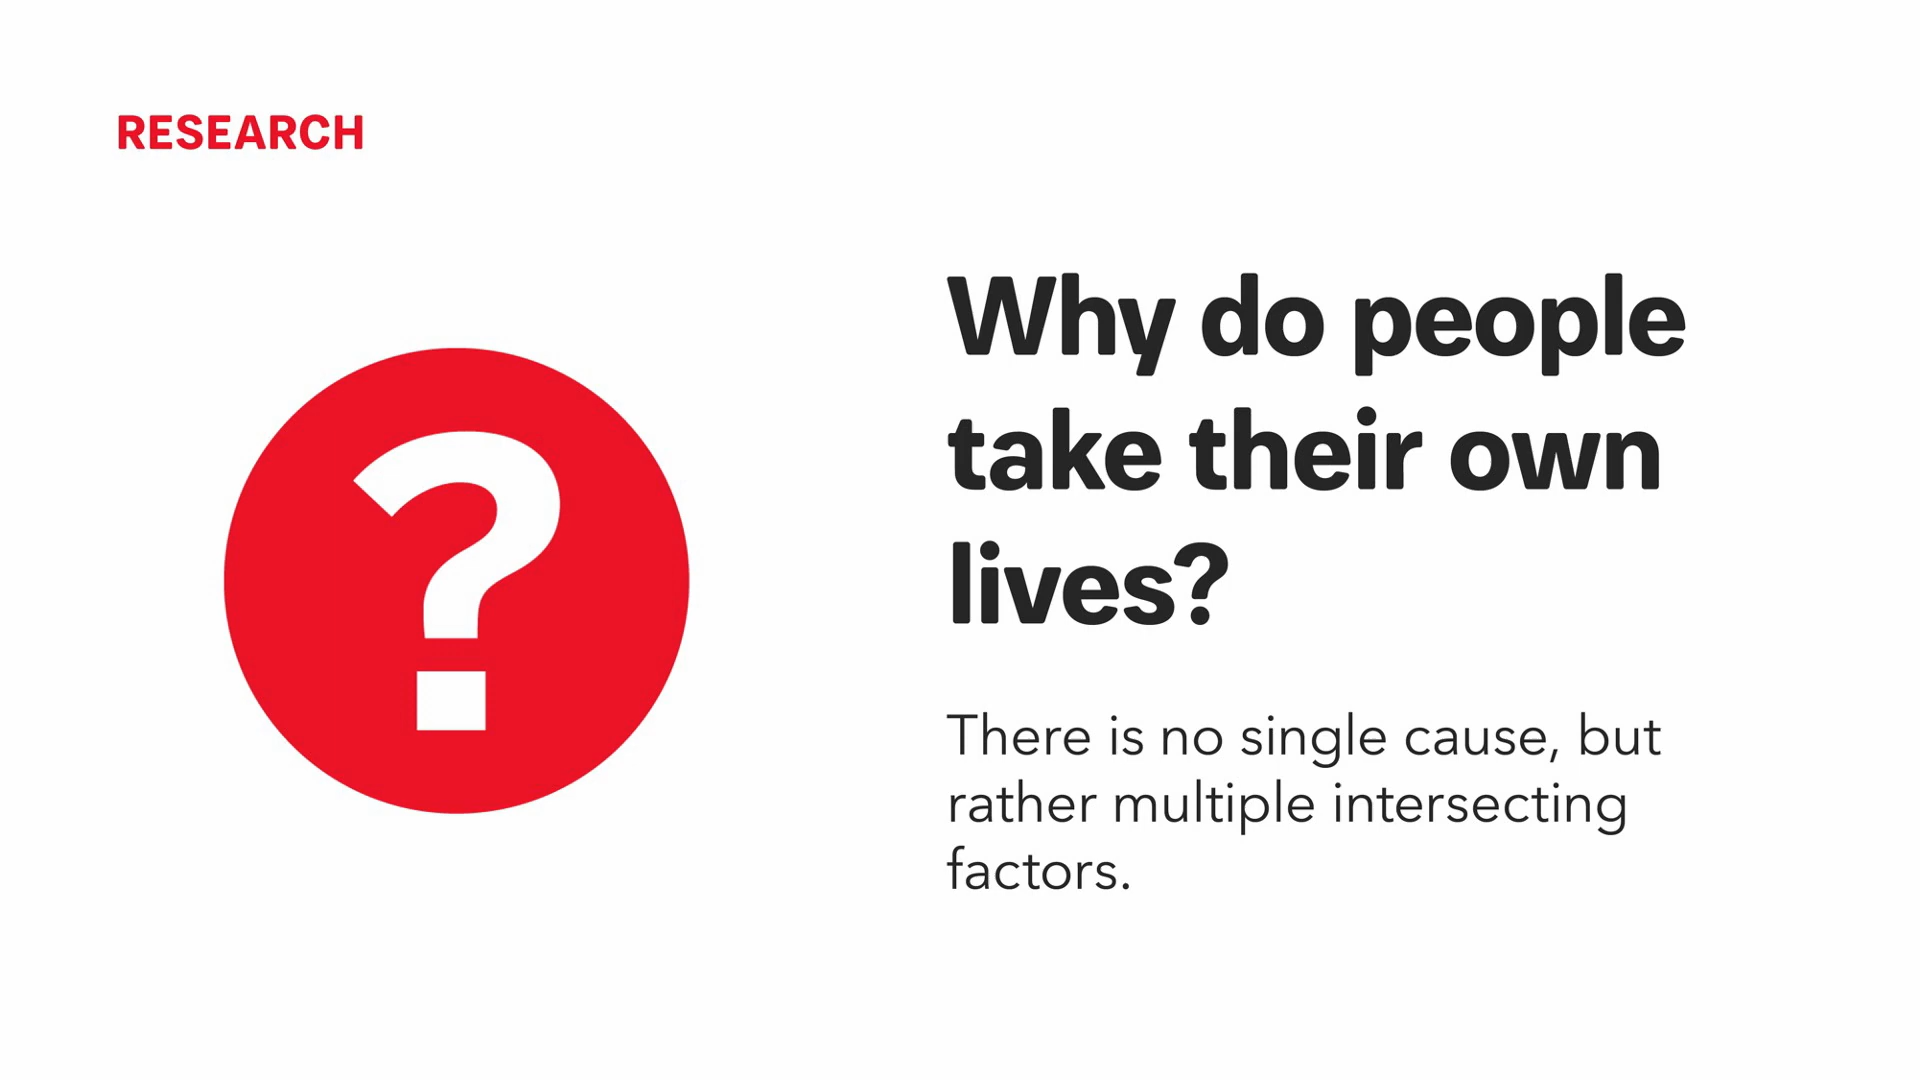 RESEARCH
Why do people
take their own
lives?
There is no single cause, but
rather multiple intersecting
factors.